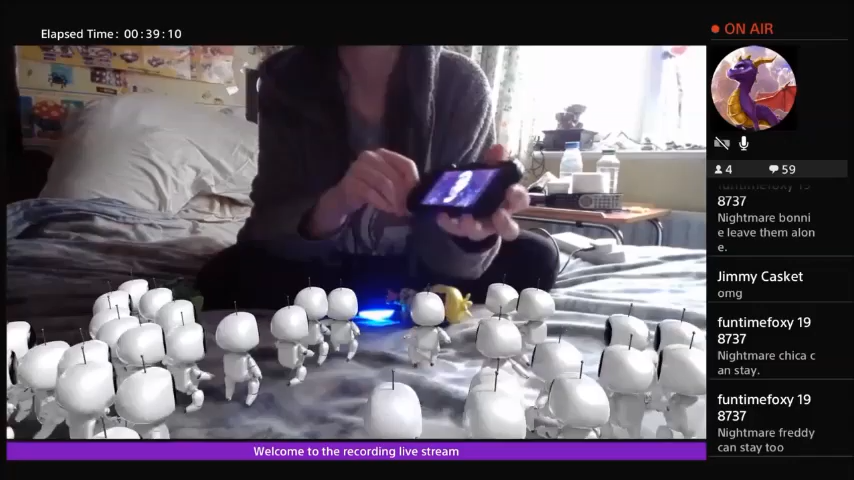 Elapsed Time: 00:39:10
ON AIR
4
59
8737
Nightmare bonni
e leave them alon
e.
Jimmy Casket
omg
funtimefoxy 19
8737
Nightmare chica c
an stay.
funtimefoxy 19
8737
Nightmare freddy
can stay too
Welcome to the recording live stream